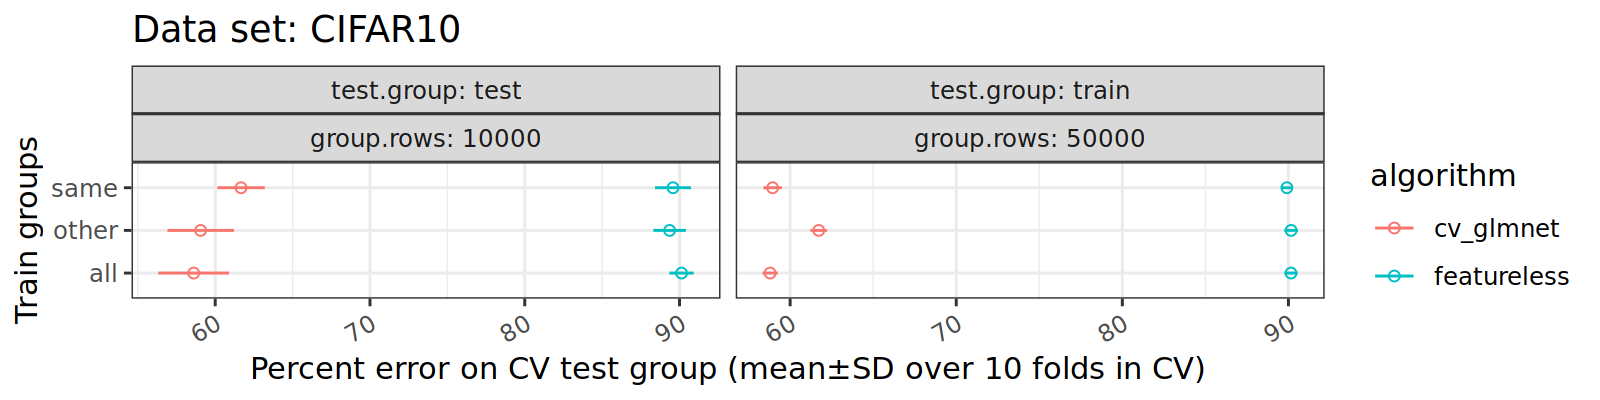 Data set: CIFAR10
test.group: test
test.group: train
group.rows: 10000
group.rows: 50000
Train groups
same
other
all
60
70
80
90
60
70
80
90
Percent error on CV test group (mean±SD over 10 folds in CV)
algorithm
cv_glmnet
featureless